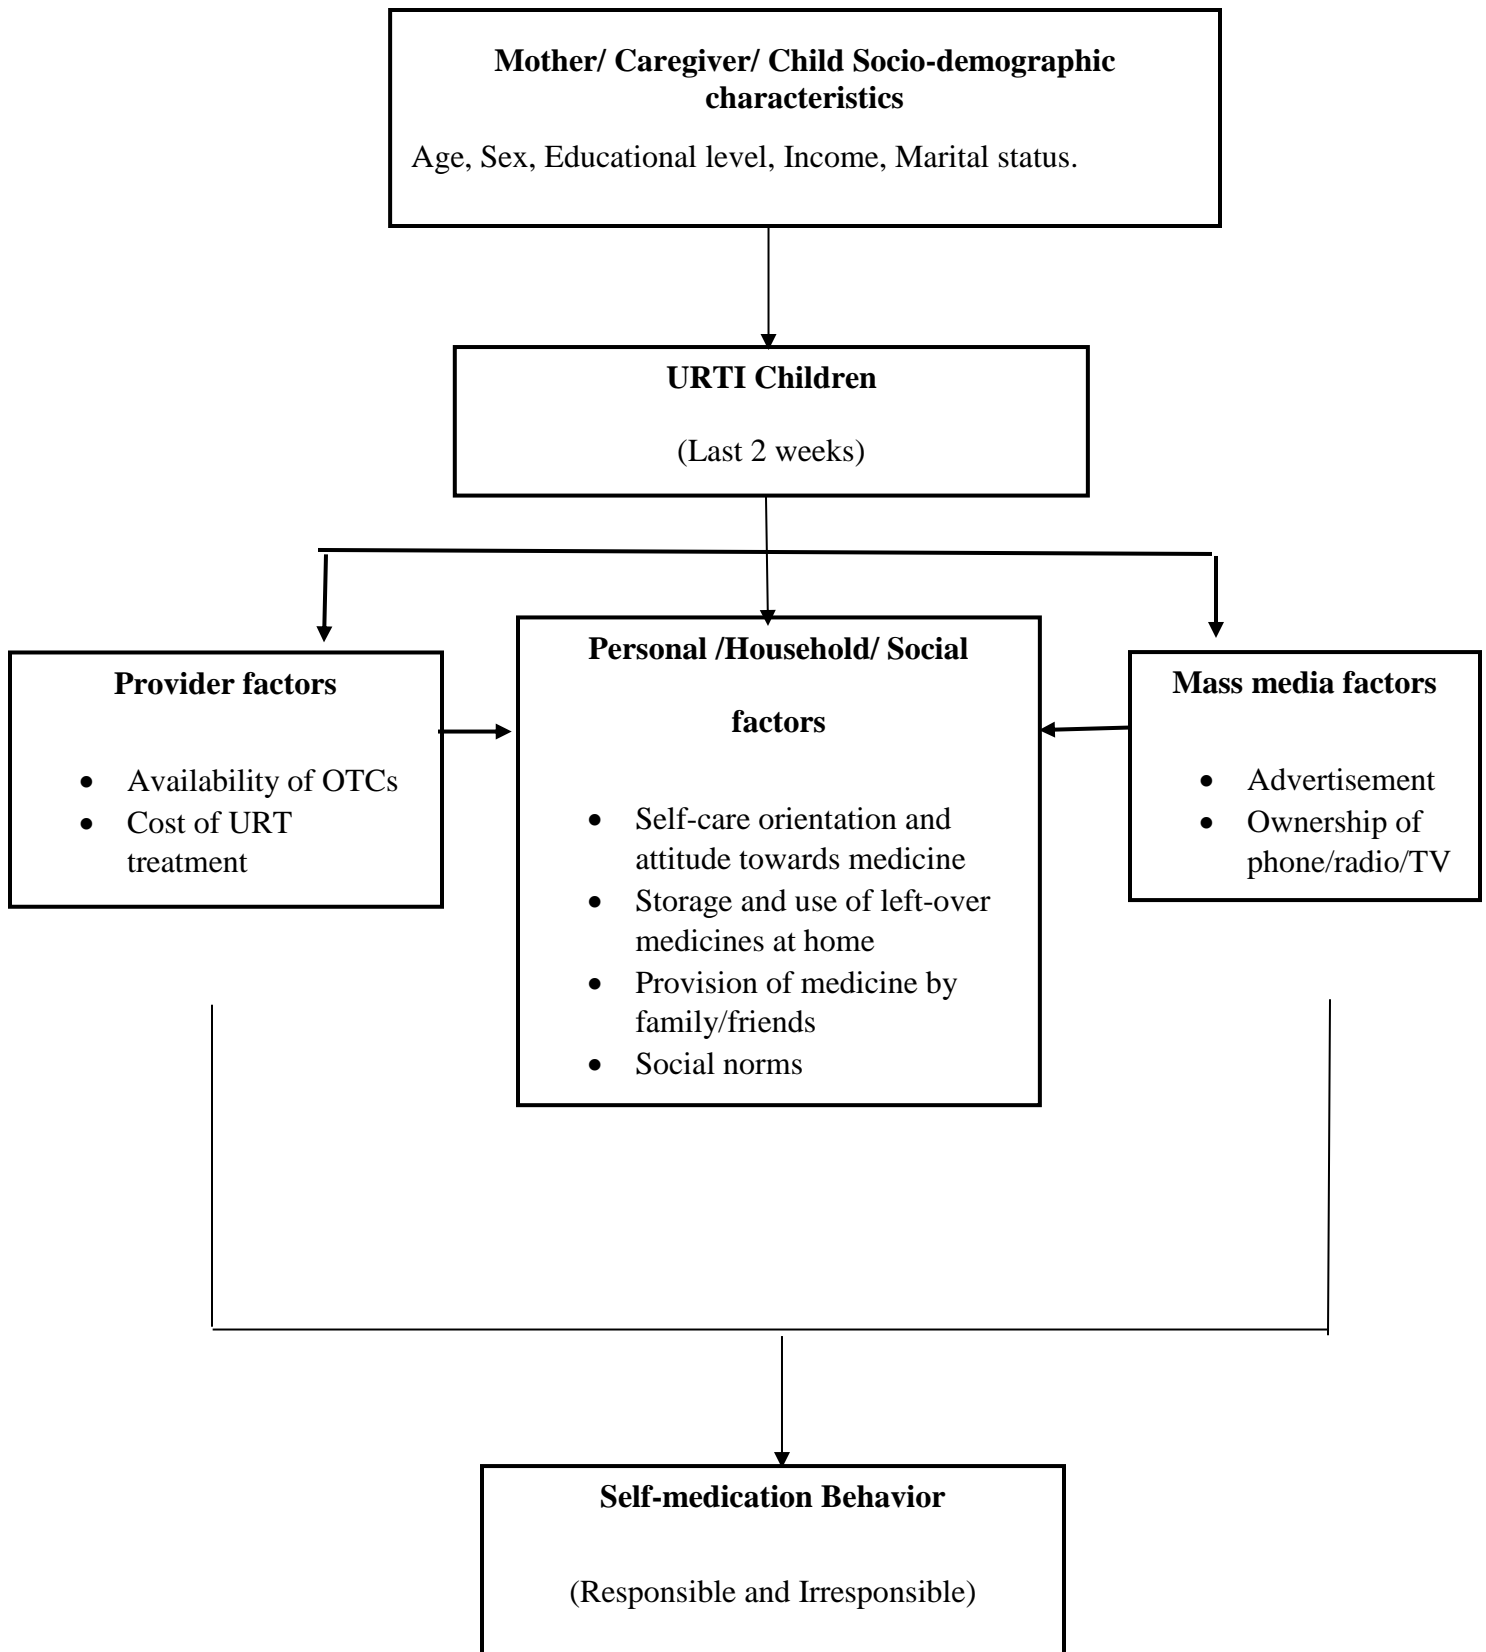 Mother/ Caregiver/ Child Socio-demographic
characteristics
Age, Sex, Educational level, Income, Marital status.
URTI Children
(Last 2 weeks)
Provider factors
• Availability of OTCs
• Cost of URT
treatment
Personal /Household/ Social
factors
• Self-care orientation and
attitude towards medicine
• Storage and use of left-over
medicines at home
• Provision of medicine by
family/friends
• Social norms
Mass media factors
• Advertisement
• Ownership of
phone/radio/TV
Self-medication Behavior
(Responsible and Irresponsible)